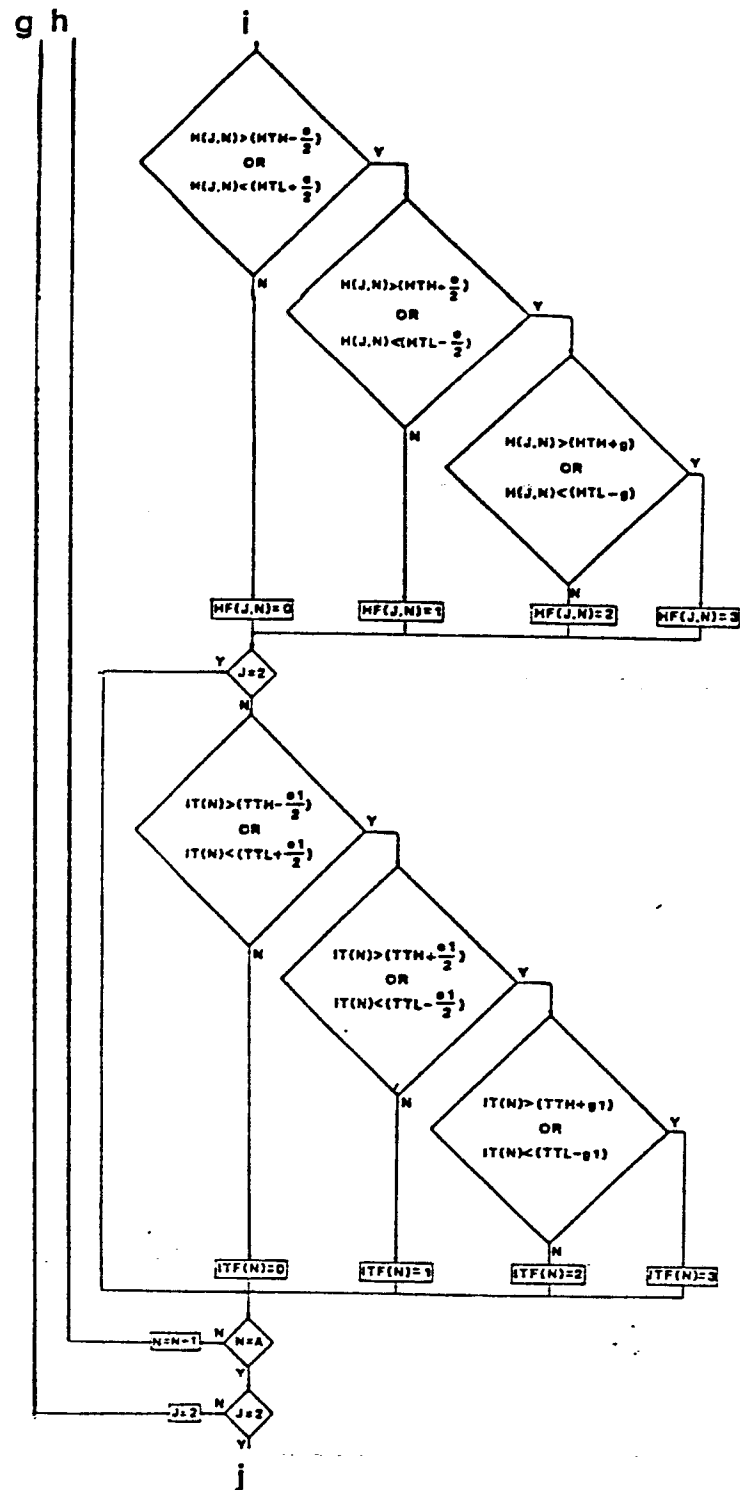 g h i
H(J,N)>(HTH-e/2)
OR
H(J,N)<(HTL+e/2)
Y
N
H(J,N)>(HTH+e/2)
OR
H(J,N)<(HTL-e/2)
Y
N
H(J,N)>(HTH+g)
OR
H(J,N)<(HTL-g)
Y
N
HF(J,N)=0
HF(J,N)=1
HF(J,N)=2
HF(J,N)=3
Y
J=2
N
IT(N)>(TTH-e1/2)
OR
IT(N)<(TTL+e1/2)
Y
N
IT(N)>(TTH+e1/2)
OR
IT(N)<(TTL-e1/2)
Y
N
IT(N)>(TTH+g1)
OR
IT(N)<(TTL-g1)
Y
N
ITF(N)=0
ITF(N)=1
ITF(N)=2
ITF(N)=3
N=N+1
N
N=A
Y
J=2
N
J=2
Y
j